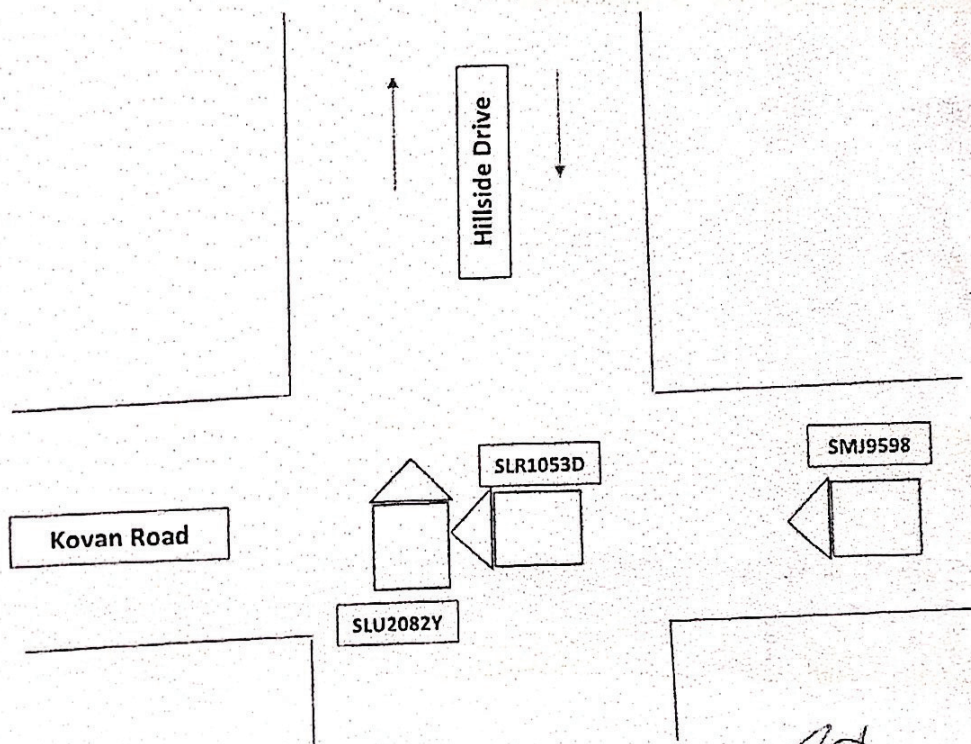 Hillside Drive
SLR1053D
SMJ9598
Kovan Road
SLU2082Y